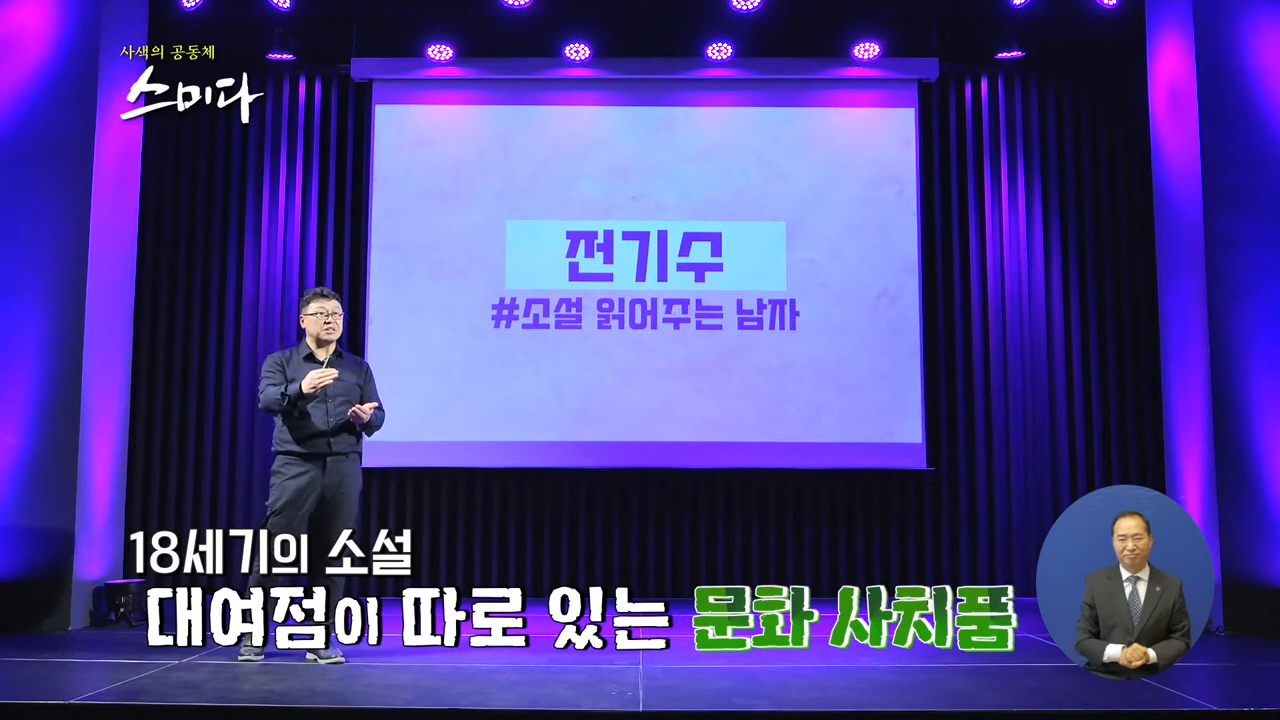 사색의 공동체
스미다
전기수
#소설 읽어주는 남자
18세기의 소설
대여점이 따로 있는 문화 사치품